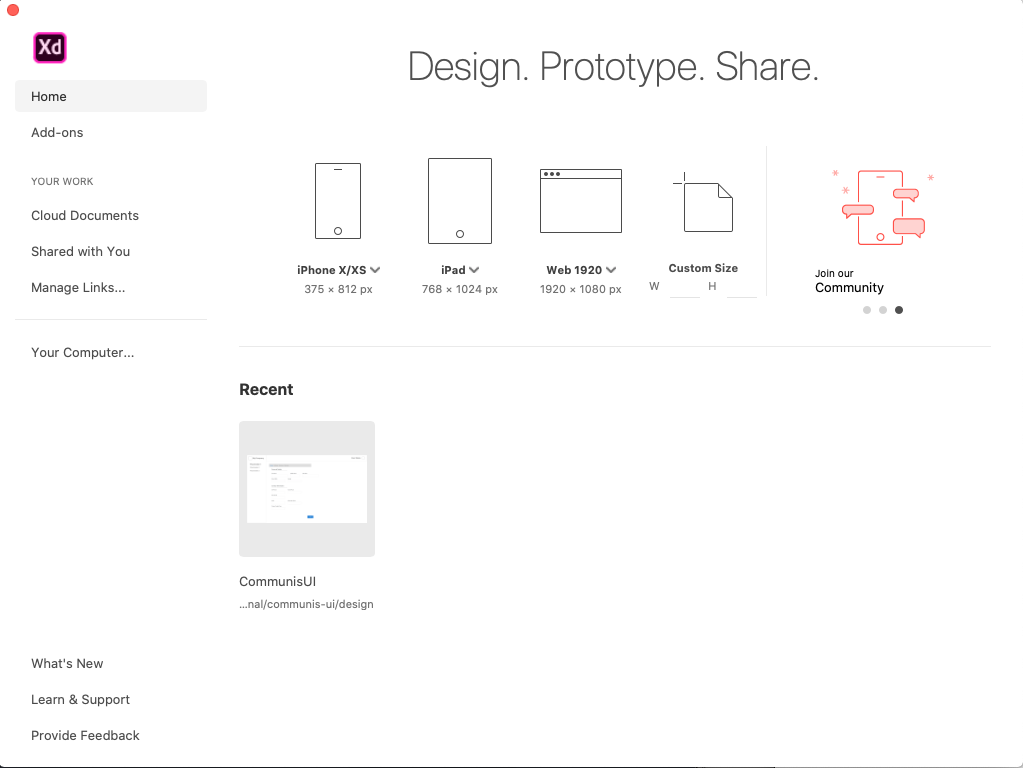 Xd
Design. Prototype. Share.
Home
Add-ons
YOUR WORK
Cloud Documents
Shared with You
Manage Links...
Your Computer...
iPhone X/XS
375 × 812 px
iPad
768 × 1024 px
Web 1920
1920 × 1080 px
Custom Size
W H
Join our
Community
Recent
CommunisUI
...nal/communis-ui/design
What's New
Learn & Support
Provide Feedback